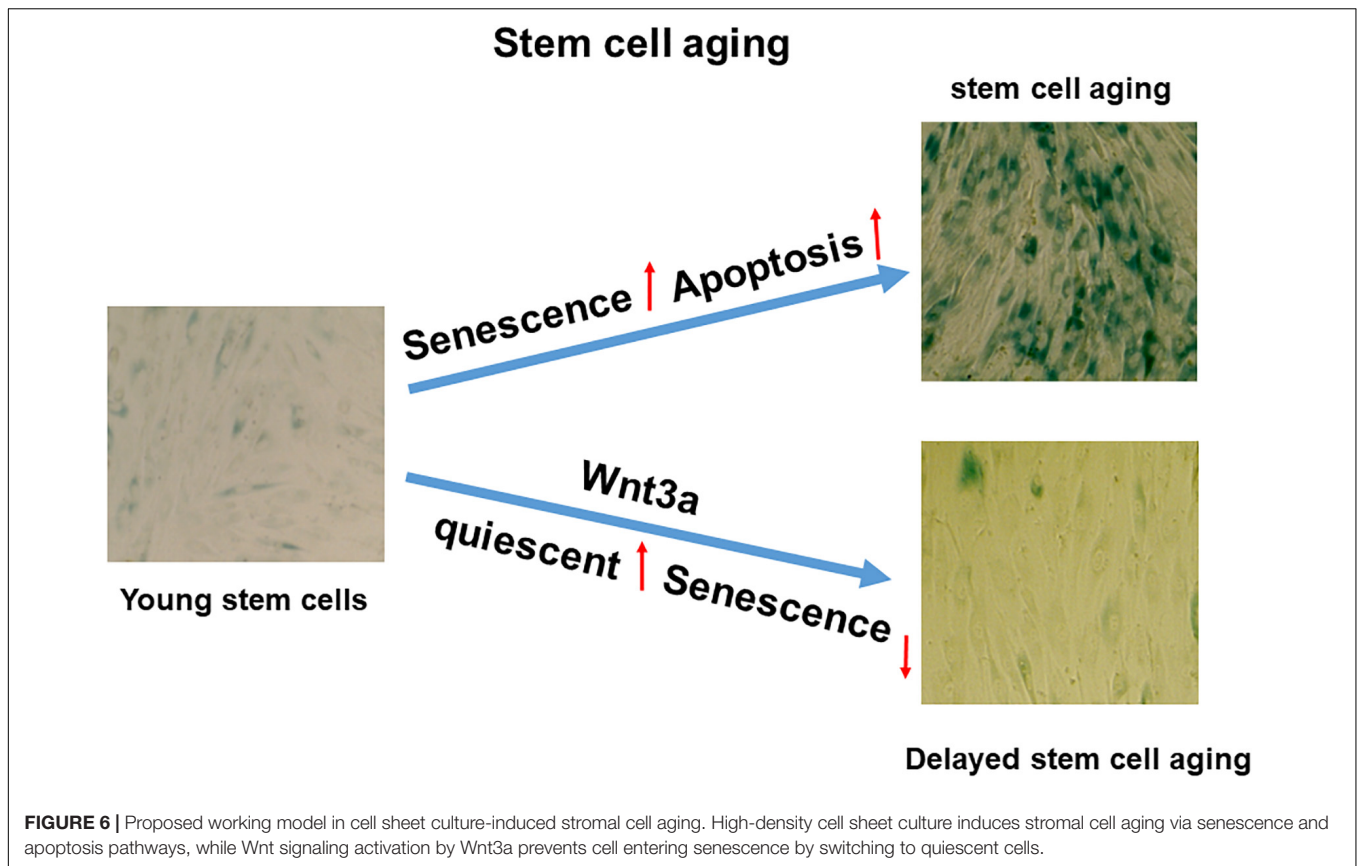 Stem cell aging
stem cell aging
Senescence Apoptosis
Wnt3a
quiescent Senescence
Young stem cells
Delayed stem cell aging
FIGURE 6 | Proposed working model in cell sheet culture-induced stromal cell aging. High-density cell sheet culture induces stromal cell aging via senescence and
apoptosis pathways, while Wnt signaling activation by Wnt3a prevents cell entering senescence by switching to quiescent cells.